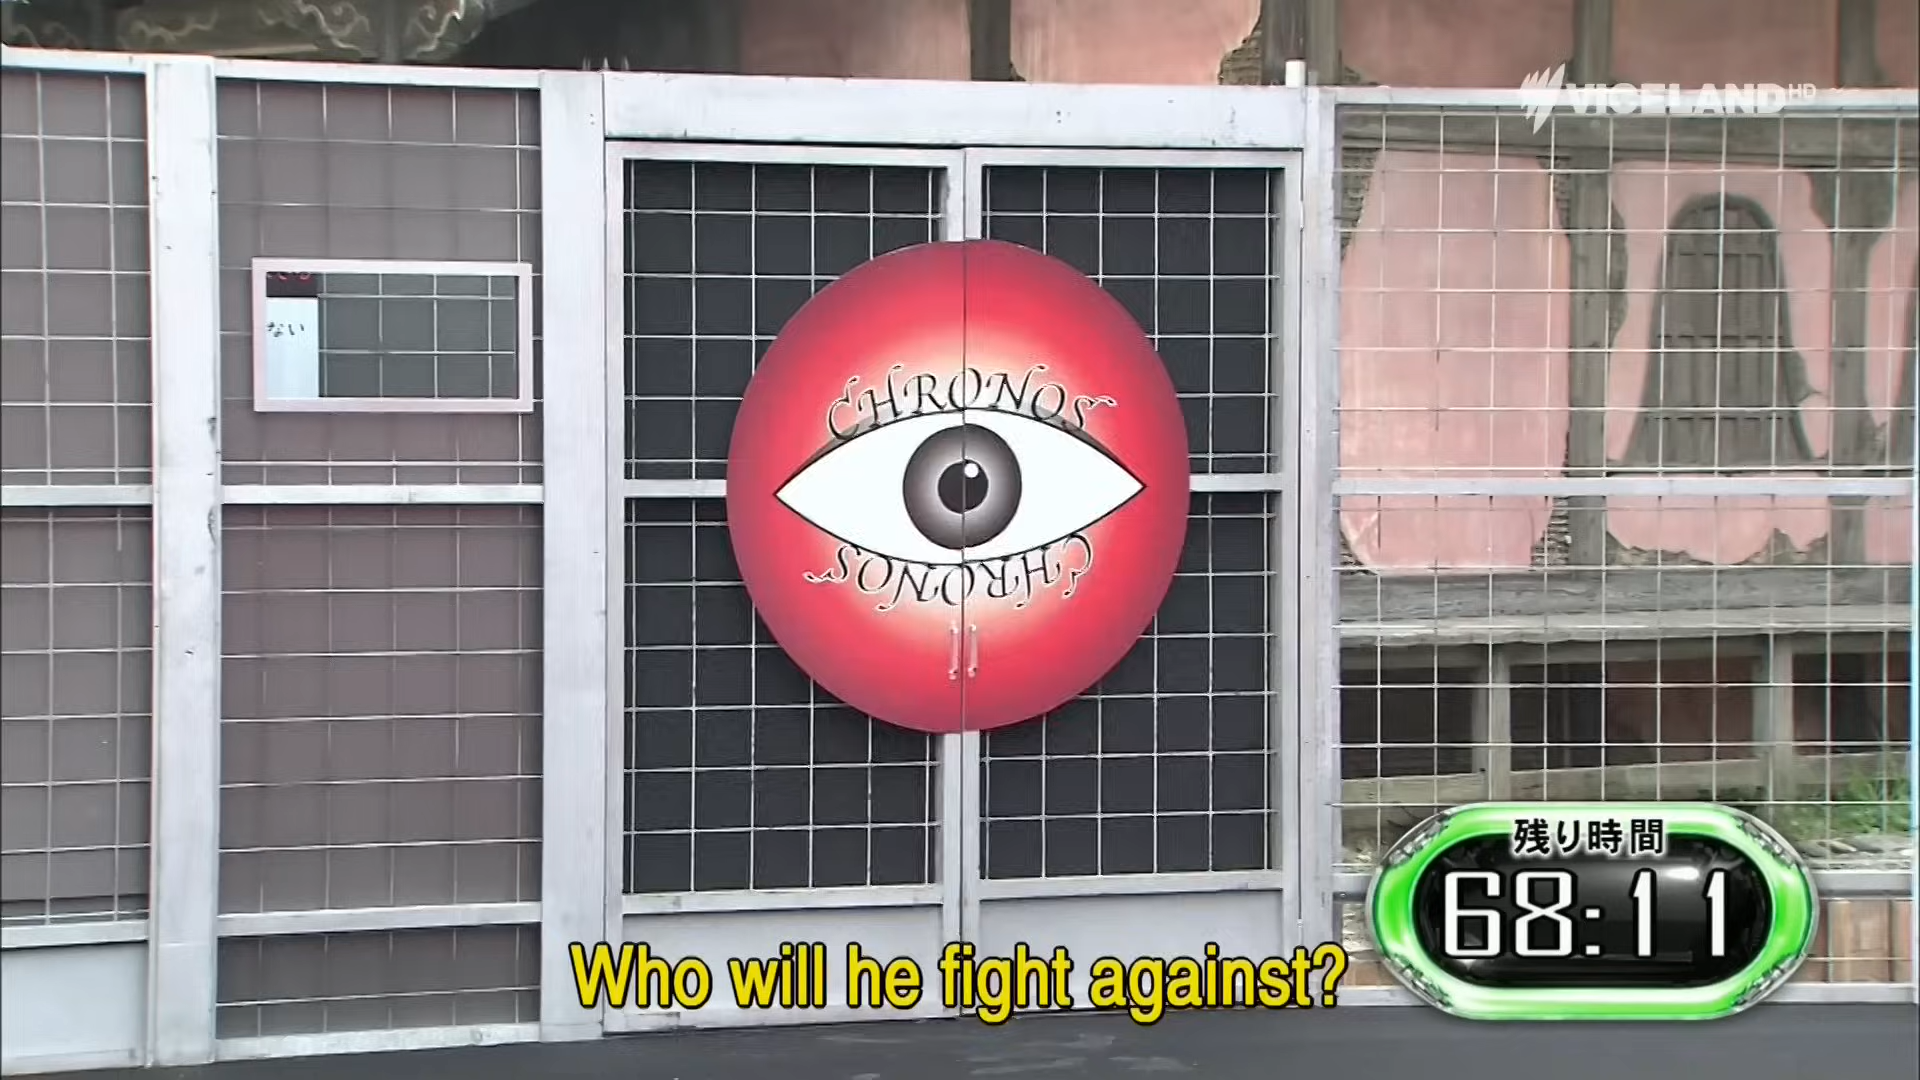 VICELAND HD
ない
CHRONOS
CHRONOS
残り時間
68:11
Who will he fight against?